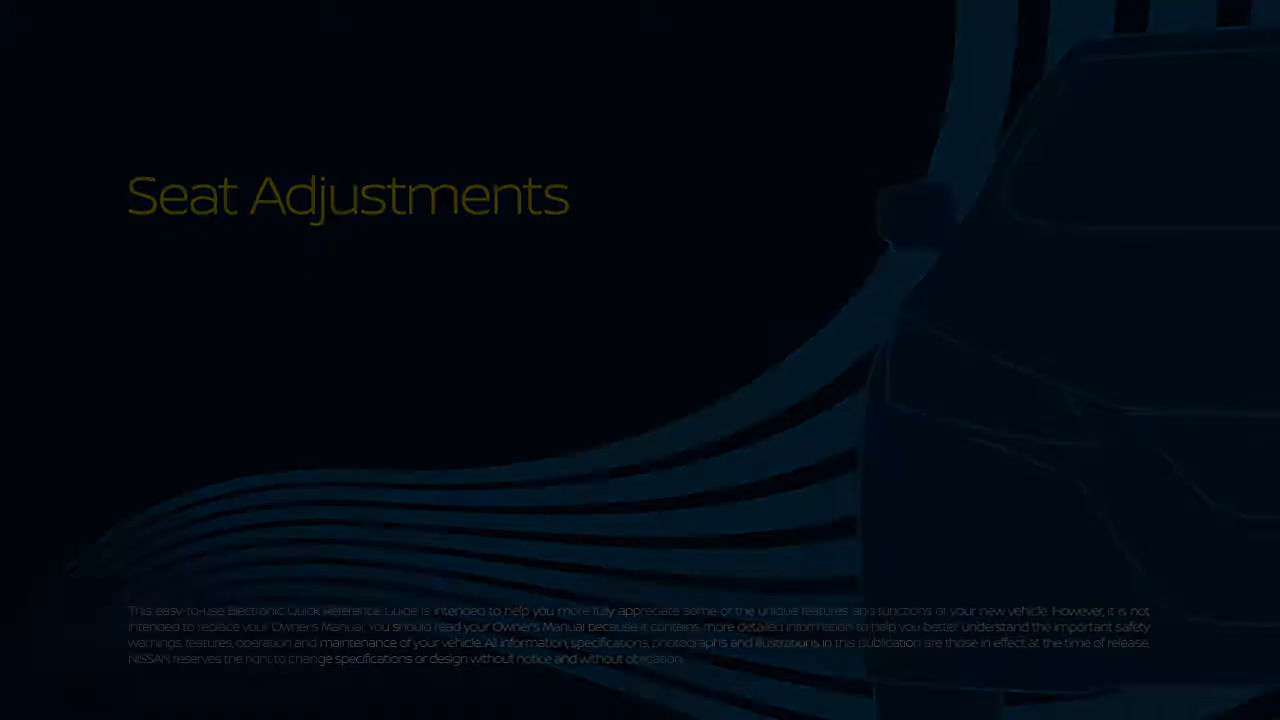 Seat Adjustments
This easy-to-use Electronic Quick Reference Guide is intended to help you more fully appreciate some of the unique features and functions of your new vehicle. However, it is not
intended to replace your Owner's Manual. You should read your Owner's Manual because it contains more detailed information to help you better understand the important safety
warnings, features, operation and maintenance of your vehicle. All information, specifications, photographs and illustrations in this publication are those in effect at the time of release.
NISSAN reserves the right to change specifications or design without notice and without obligation.